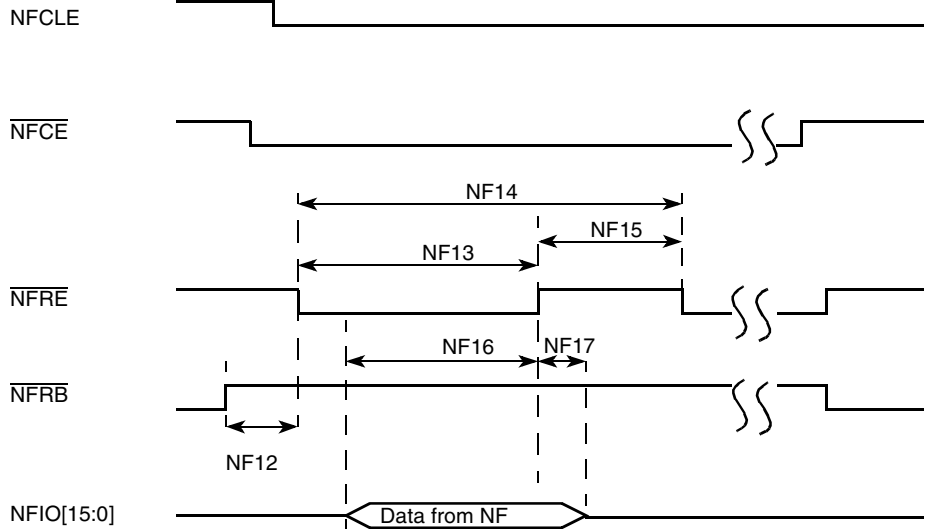 NFCLE
NFCE
NF14
NF15
NF13
NFRE
NF16
NF17
NFRB
NF12
NFIO[15:0]
Data from NF